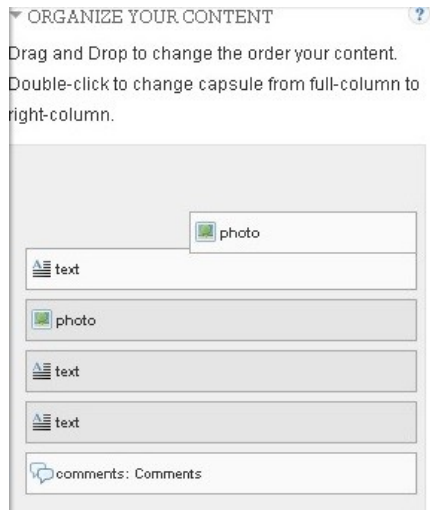 ORGANIZE YOUR CONTENT ?
Drag and Drop to change the order your content.
Double-click to change capsule from full-column to
right-column.
photo
text
photo
text
text
comments: Comments